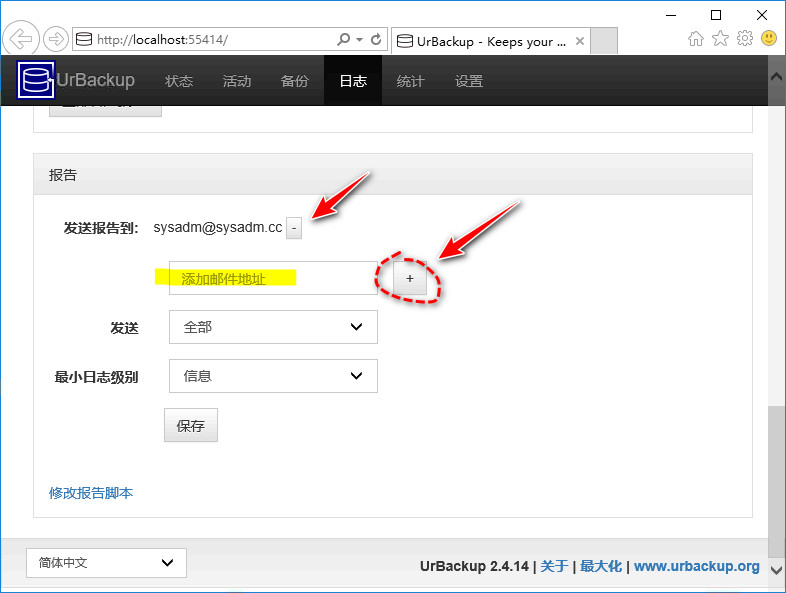 http://localhost:55414/
UrBackup - Keeps your ...
UrBackup 状态 活动 备份 日志 统计 设置
报告
发送报告到: sysadm@sysadm.cc -
添加邮件地址 +
发送 全部
最小日志级别 信息
保存
修改报告脚本
简体中文
UrBackup 2.4.14 | 关于 | 最大化 | www.urbackup.org